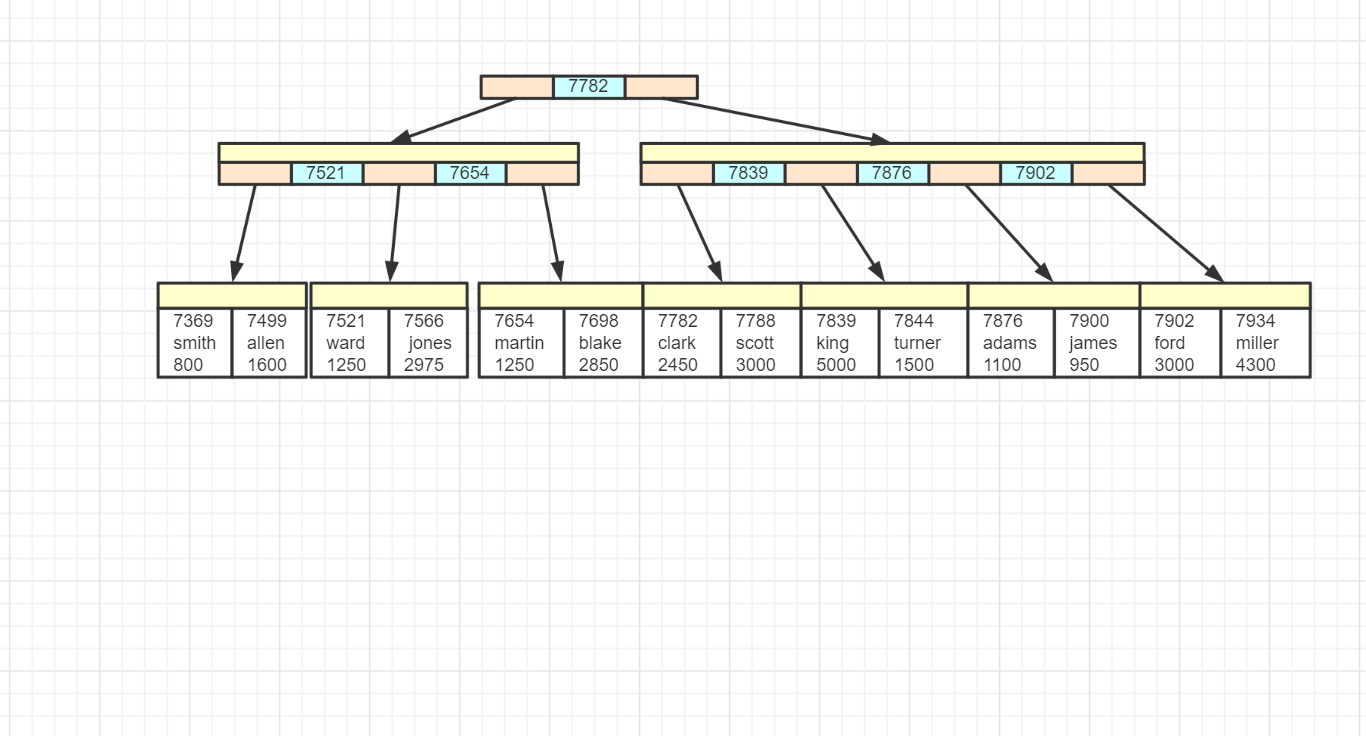 7782
7521 7654
7839 7876 7902
7369
smith
800
7499
allen
1600
7521
ward
1250
7566
jones
2975
7654
martin
1250
7698
blake
2850
7782
clark
2450
7788
scott
3000
7839
king
5000
7844
turner
1500
7876
adams
1100
7900
james
950
7902
ford
3000
7934
miller
4300